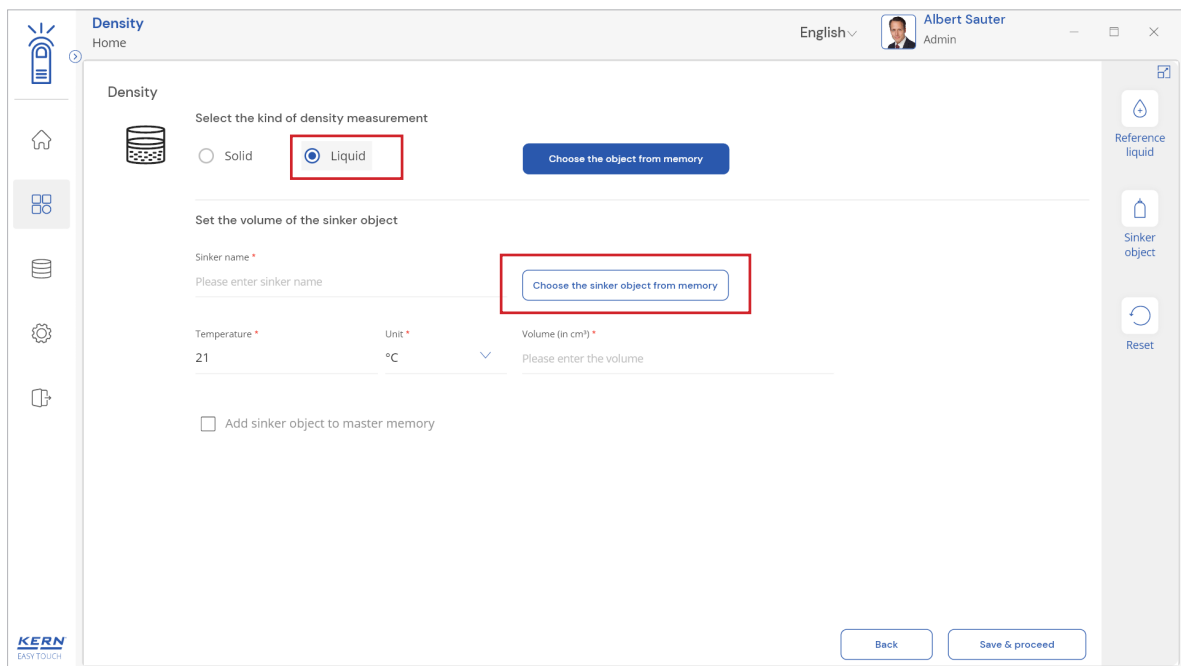 Density
Home
English
Albert Sauter
Admin
Density
Select the kind of density measurement
Solid
Liquid
Choose the object from memory
Set the volume of the sinker object
Sinker name *
Please enter sinker name
Choose the sinker object from memory
Temperature *
Unit *
Volume (in cm³) *
21
°C
Please enter the volume
Add sinker object to master memory
Back
Save & proceed
Reference
liquid
Sinker
object
Reset
KERN
EASY TOUCH